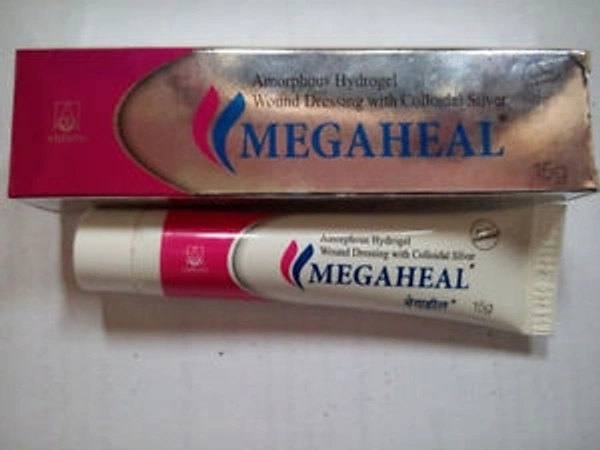 Amorphous Hydrogel
Wound Dressing with Colloidal Silver
MEGAHEAL®
15g
Amorphous Hydrogel
Wound Dressing with Colloidal Silver
MEGAHEAL®
मेगाहील
15g